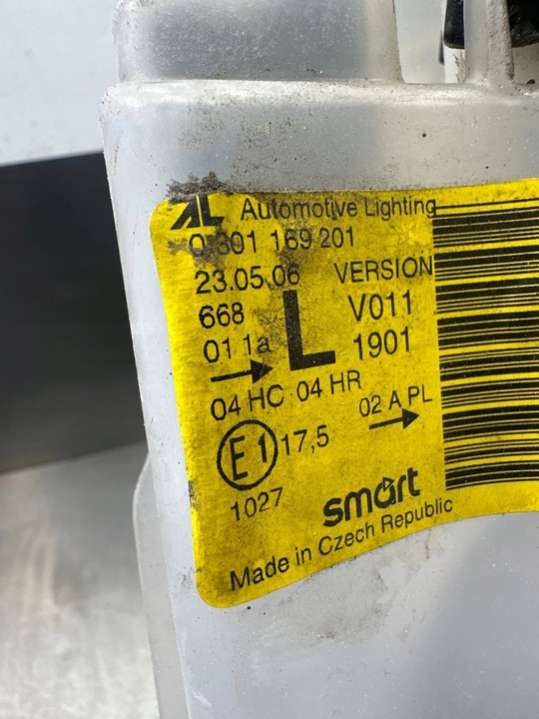 AL Automotive Lighting
0 301 169 201
23.05.06 VERSION
668 L V011
01 1a 1901
04 HC 04 HR 02 A PL
E1 17,5
1027
smart
Made in Czech Republic